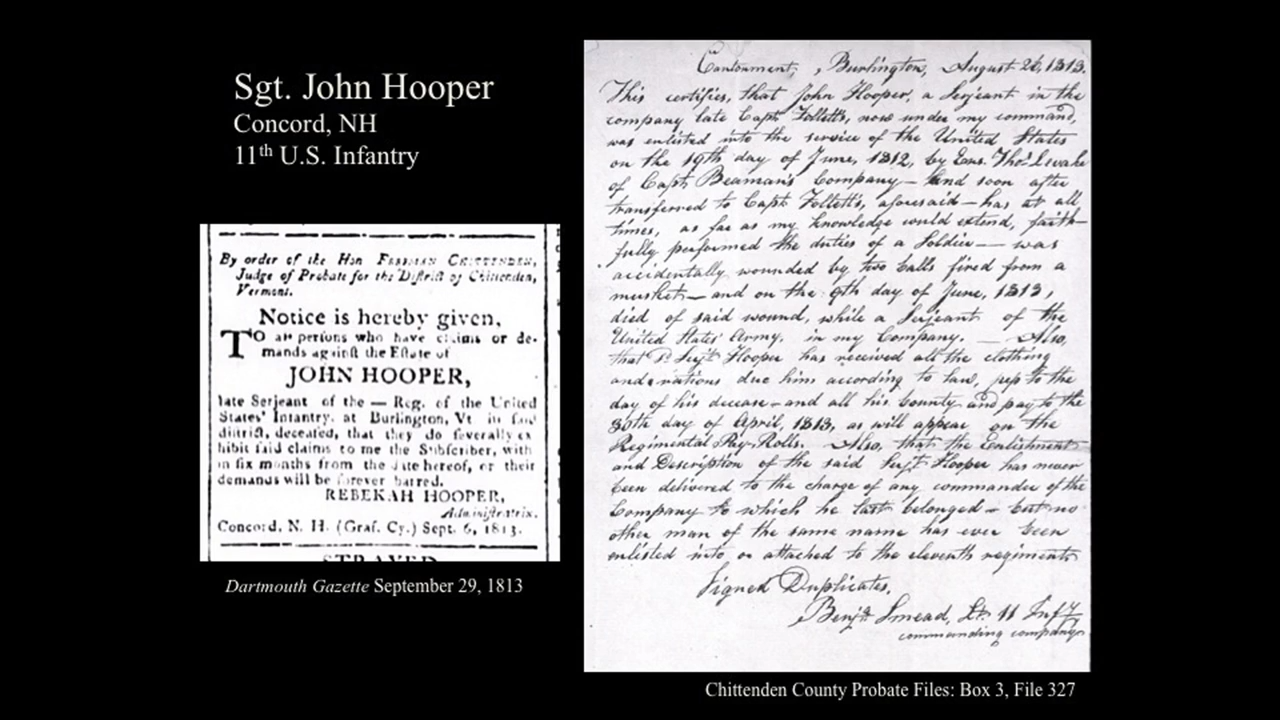 Sgt. John Hooper
Concord, NH
11th U.S. Infantry
By order of the Hon
Judge of Probate for the District of Chittenden,
Vermont.
Notice is hereby given,
TO all persons who have claims or de-
mands against the Estate of
JOHN HOOPER,
late Serjeant of the — Reg. of the United
States' Infantry, at Burlington, Vt. in said
district, deceased, that they do severally ex
hibit said claims to me the Subscriber, with
in six months from the date hereof, or their
demands will be forever barred.
REBEKAH HOOPER,
Administratrix.
Concord, N. H. (Graf. Cy.) Sept. 6, 1813.
STRAYED
Dartmouth Gazette September 29, 1813
Cantonment, Burlington, August 26, 1813.
This certifies, that John Hooper, a Serjeant in the
company late Capt. Follett's, now under my command,
was enlisted into the service of the United States
on the 19th day of June, 1812, by Ens.
of Capt. Beaman's Company — And soon after
transferred to Capt. Follett's, aforesaid — has at all
times, as far as my knowledge would extend, faith-
fully performed the duties of a Soldier — was
accidentally wounded by two balls fired from a
musket — and on the 9th day of June, 1813,
died of said wound, while a Serjeant of the
United States' Army, in my Company. — Also,
that Sd. Serjt. Hooper has received all the clothing
and rations due him according to law, to the
day of his decease — and all his bounty and pay to the
30th day of April, 1813, as will appear on the
Regimental Pay Rolls. Also, that the Enlistment
and Description of the said Serjt. Hooper has never
been delivered to the charge of any commander of the
Company to which he last belonged — but no
other man of the same name has ever been
enlisted into or attached to the eleventh regiment
Signed Duplicates,
Benjn. Smead, Lt. 11 Infy
commanding company
Chittenden County Probate Files: Box 3, File 327